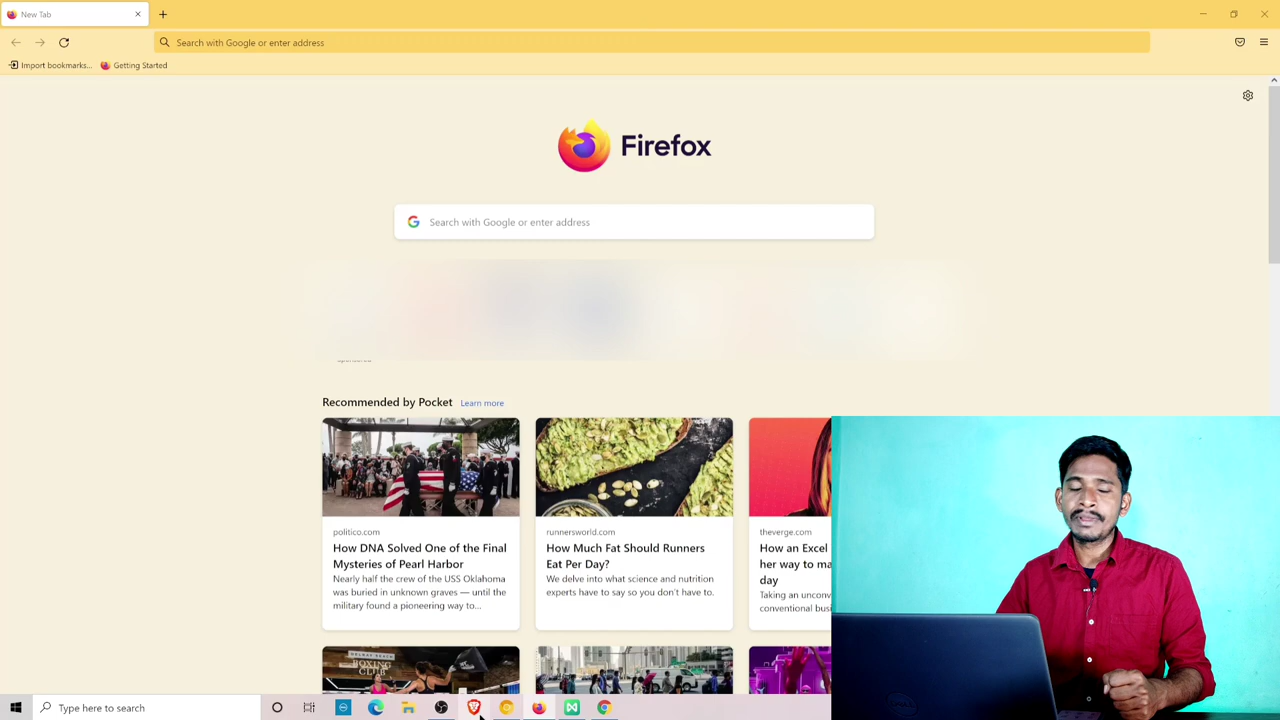 New Tab
Search with Google or enter address
Import bookmarks...
Getting Started
Firefox
Search with Google or enter address
Recommended by Pocket
Learn more
politico.com
How DNA Solved One of the Final
Mysteries of Pearl Harbor
Nearly half the crew of the USS Oklahoma
was buried in unknown graves — until the
military found a pioneering way to...
runnersworld.com
How Much Fat Should Runners
Eat Per Day?
We delve into what science and nutrition
experts have to say so you don't have to.
theverge.com
How an Excel
her way to ma
day
Taking an unconv
conventional busi
BOXING
CLUB
Type here to search